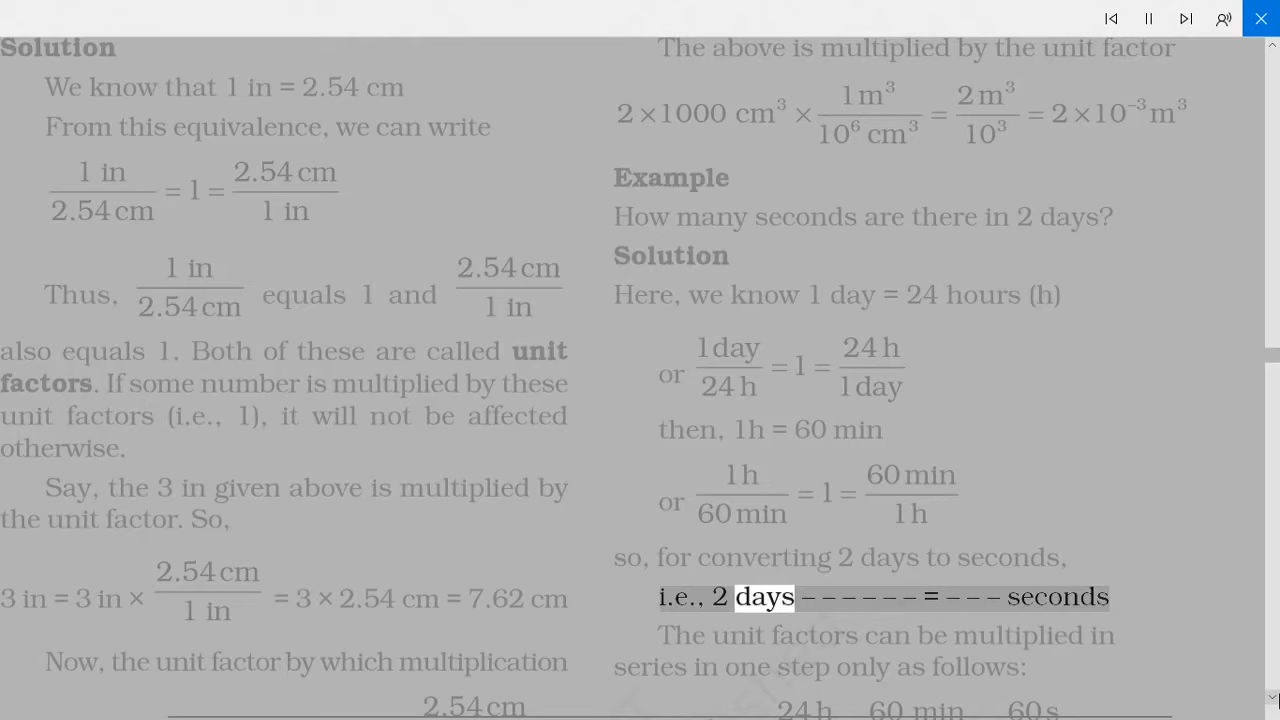 Solution
We know that 1 in = 2.54 cm
From this equivalence, we can write
1 in / 2.54 cm = 1 = 2.54 cm / 1 in
Thus, 1 in / 2.54 cm equals 1 and 2.54 cm / 1 in
also equals 1. Both of these are called unit
factors. If some number is multiplied by these
unit factors (i.e., 1), it will not be affected
otherwise.
Say, the 3 in given above is multiplied by
the unit factor. So,
3 in = 3 in × 2.54 cm / 1 in = 3 × 2.54 cm = 7.62 cm
Now, the unit factor by which multiplication
2.54 cm
The above is multiplied by the unit factor
2 ×1000 cm³ × 1 m³ / 10⁶ cm³ = 2 m³ / 10³ = 2 ×10⁻³ m³
Example
How many seconds are there in 2 days?
Solution
Here, we know 1 day = 24 hours (h)
or 1 day / 24 h = 1 = 24 h / 1 day
then, 1h = 60 min
or 1 h / 60 min = 1 = 60 min / 1 h
so, for converting 2 days to seconds,
i.e., 2 days – – – – – – = – – – seconds
The unit factors can be multiplied in
series in one step only as follows:
24 h 60 min 60 s